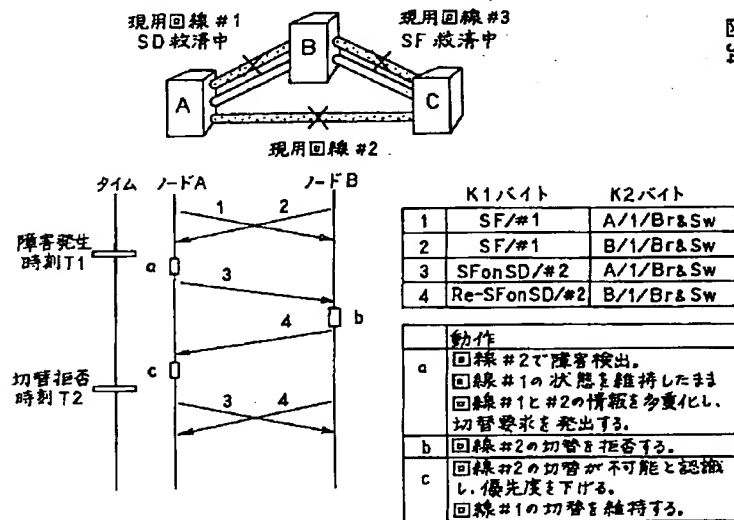 現用回線 #1
SD 救済中
現用回線 #3
SF 救済中
B
A
C
現用回線 #2
タイム ノードA ノードB
1 2
障害発生
時刻T1
a
3
b
4
c
切替拒否
時刻T2
3 4
K1バイト K2バイト
1 SF/#1 A/1/Br&Sw
2 SF/#1 B/1/Br&Sw
3 SFonSD/#2 A/1/Br&Sw
4 Re-SFonSD/#2 B/1/Br&Sw
動作
a 回線 #2で障害検出。
回線 #1の状態を維持したまま
回線 #1と #2の情報を多重化し、
切替要求を発出する。
b 回線 #2の切替を拒否する。
c 回線 #2の切替が不可能と認識
し、優先度を下げる。
回線 #1の切替を維持する。